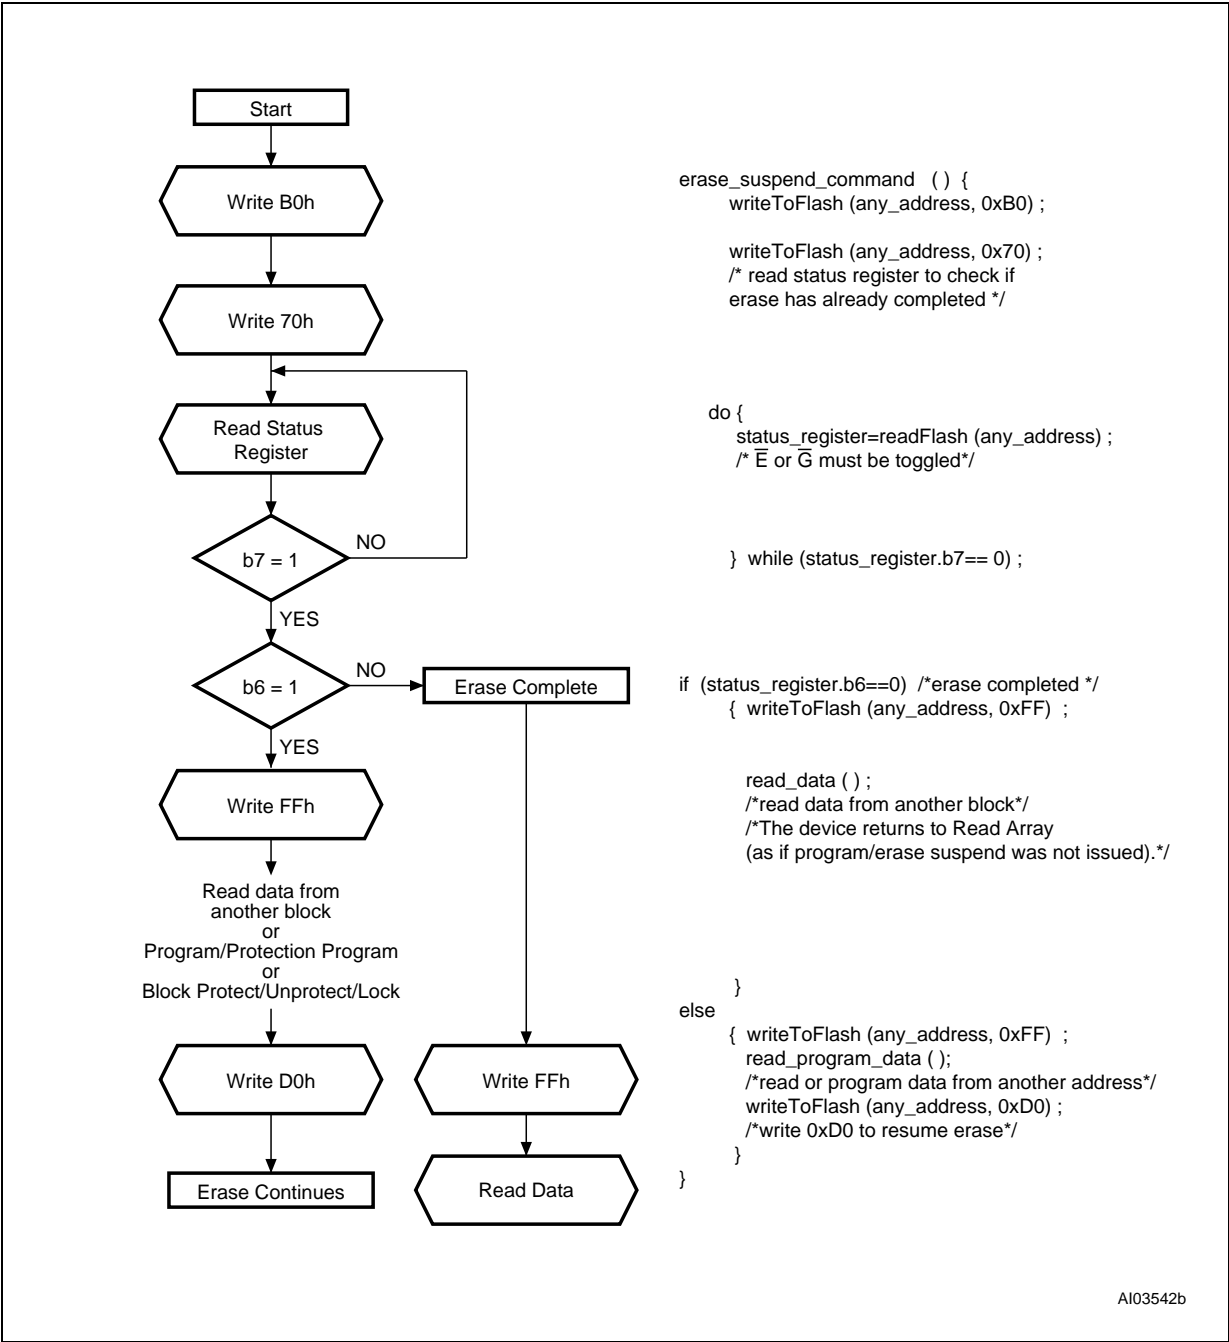 Start
Write B0h
Write 70h
Read Status
Register
b7 = 1
NO
YES
b6 = 1
NO
Erase Complete
YES
Write FFh
Read data from
another block
or
Program/Protection Program
or
Block Protect/Unprotect/Lock
Write D0h
Write FFh
Erase Continues
Read Data
erase_suspend_command ( ) {
writeToFlash (any_address, 0xB0) ;
writeToFlash (any_address, 0x70) ;
/* read status register to check if
erase has already completed */
do {
status_register=readFlash (any_address) ;
/* E̅ or G̅ must be toggled*/
} while (status_register.b7== 0) ;
if (status_register.b6==0) /*erase completed */
{ writeToFlash (any_address, 0xFF) ;
read_data ( ) ;
/*read data from another block*/
/*The device returns to Read Array
(as if program/erase suspend was not issued).*/
}
else
{ writeToFlash (any_address, 0xFF) ;
read_program_data ( );
/*read or program data from another address*/
writeToFlash (any_address, 0xD0) ;
/*write 0xD0 to resume erase*/
}
}
AI03542b